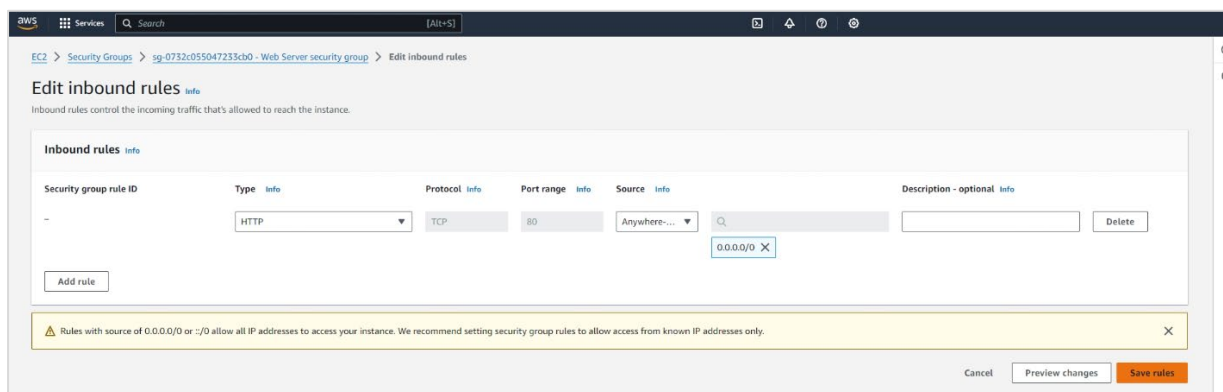 aws Services Search [Alt+S]
EC2 > Security Groups > sg-0732c055047233cb0 - Web Server security group > Edit inbound rules
Edit inbound rules Info
Inbound rules control the incoming traffic that's allowed to reach the instance.
Inbound rules Info
Security group rule ID Type Info Protocol Info Port range Info Source Info Description - optional Info
– HTTP TCP 80 Anywhere-... Delete
0.0.0.0/0
Add rule
Rules with source of 0.0.0.0/0 or ::/0 allow all IP addresses to access your instance. We recommend setting security group rules to allow access from known IP addresses only.
Cancel Preview changes Save rules